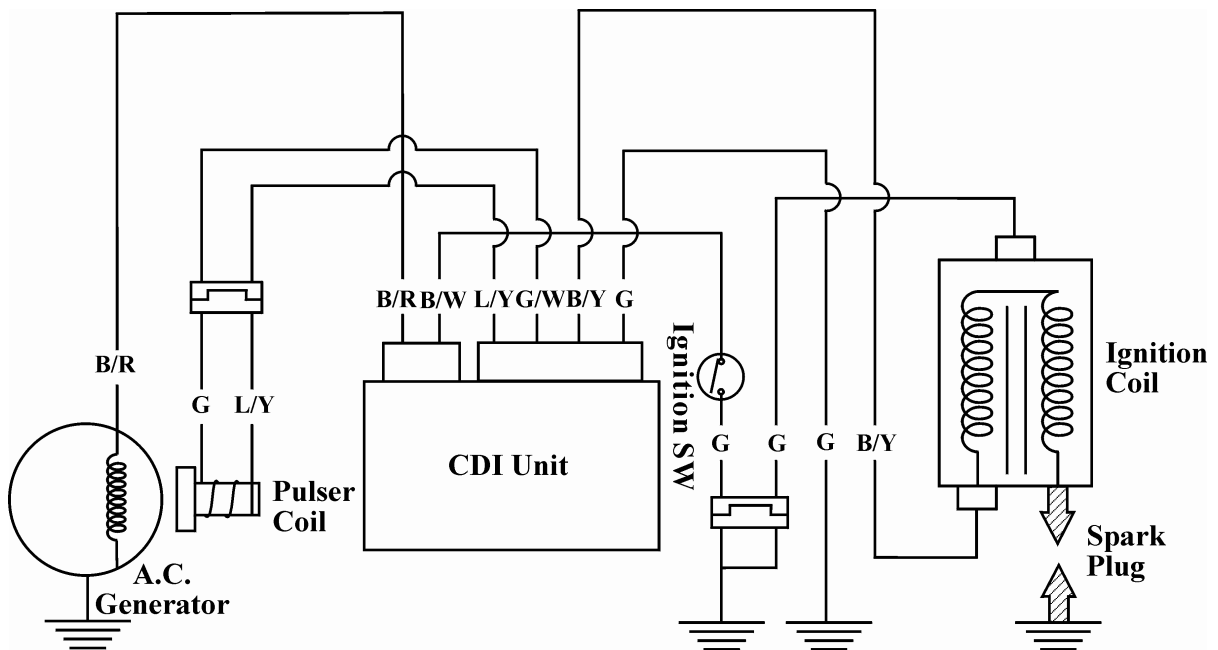 B/R B/W L/Y G/W B/Y G
B/R
G
L/Y
Ignition SW
G
G
G
B/Y
Ignition
Coil
CDI Unit
Pulser
Coil
A.C.
Generator
Spark
Plug